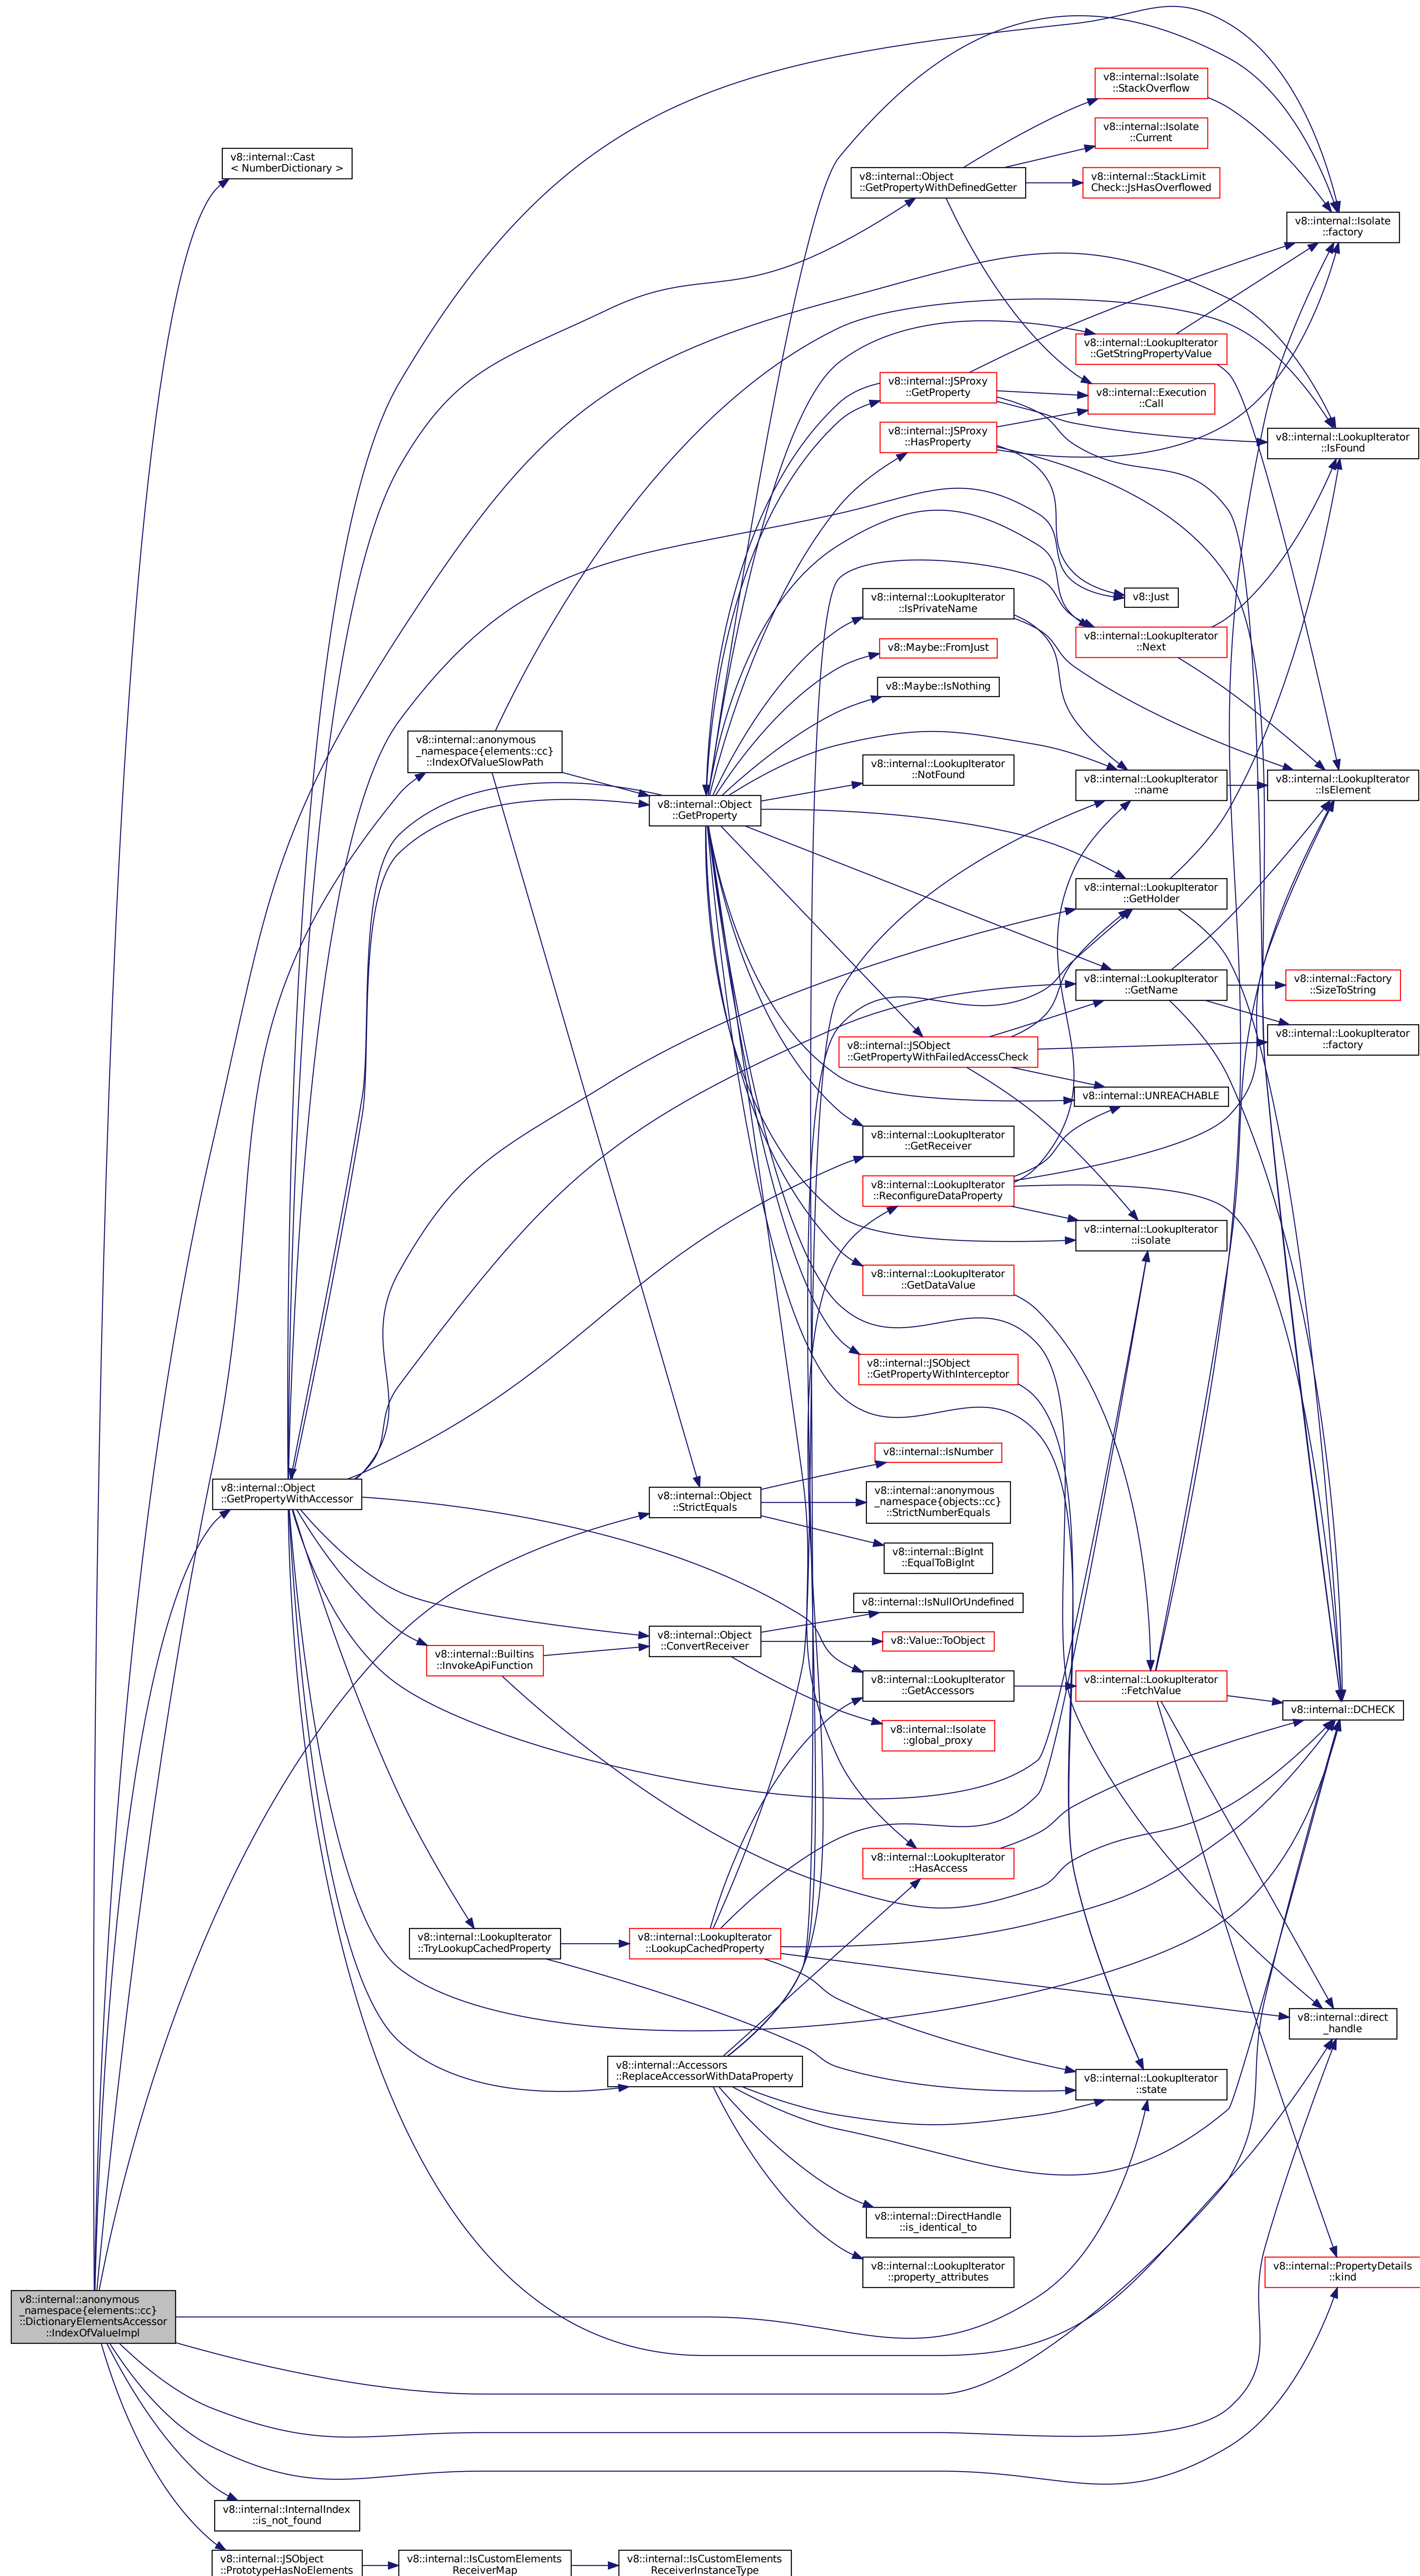 v8::internal::Isolate
::StackOverflow
v8::internal::Isolate
::Current
v8::internal::Cast
< NumberDictionary >
v8::internal::Object
::GetPropertyWithDefinedGetter
v8::internal::StackLimit
Check::JsHasOverflowed
v8::internal::Isolate
::factory
v8::internal::LookupIterator
::GetStringPropertyValue
v8::internal::JSProxy
::GetProperty
v8::internal::Execution
::Call
v8::internal::JSProxy
::HasProperty
v8::internal::LookupIterator
::IsFound
v8::internal::LookupIterator
::IsPrivateName
v8::Just
v8::Maybe::FromJust
v8::internal::LookupIterator
::Next
v8::Maybe::IsNothing
v8::internal::anonymous
_namespace{elements::cc}
::IndexOfValueSlowPath
v8::internal::LookupIterator
::NotFound
v8::internal::LookupIterator
::name
v8::internal::LookupIterator
::IsElement
v8::internal::Object
::GetProperty
v8::internal::LookupIterator
::GetHolder
v8::internal::LookupIterator
::GetName
v8::internal::Factory
::SizeToString
v8::internal::JSObject
::GetPropertyWithFailedAccessCheck
v8::internal::LookupIterator
::factory
v8::internal::UNREACHABLE
v8::internal::LookupIterator
::GetReceiver
v8::internal::LookupIterator
::ReconfigureDataProperty
v8::internal::LookupIterator
::isolate
v8::internal::LookupIterator
::GetDataValue
v8::internal::JSObject
::GetPropertyWithInterceptor
v8::internal::IsNumber
v8::internal::Object
::GetPropertyWithAccessor
v8::internal::Object
::StrictEquals
v8::internal::anonymous
_namespace{objects::cc}
::StrictNumberEquals
v8::internal::BigInt
::EqualToBigInt
v8::internal::IsNullOrUndefined
v8::internal::Object
::ConvertReceiver
v8::Value::ToObject
v8::internal::Builtins
::InvokeApiFunction
v8::internal::LookupIterator
::GetAccessors
v8::internal::LookupIterator
::FetchValue
v8::internal::DCHECK
v8::internal::Isolate
::global_proxy
v8::internal::LookupIterator
::HasAccess
v8::internal::LookupIterator
::TryLookupCachedProperty
v8::internal::LookupIterator
::LookupCachedProperty
v8::internal::direct
_handle
v8::internal::Accessors
::ReplaceAccessorWithDataProperty
v8::internal::LookupIterator
::state
v8::internal::DirectHandle
::is_identical_to
v8::internal::LookupIterator
::property_attributes
v8::internal::PropertyDetails
::kind
v8::internal::anonymous
_namespace{elements::cc}
::DictionaryElementsAccessor
::IndexOfValueImpl
v8::internal::InternalIndex
::is_not_found
v8::internal::JSObject
::PrototypeHasNoElements
v8::internal::IsCustomElements
ReceiverMap
v8::internal::IsCustomElements
ReceiverInstanceType